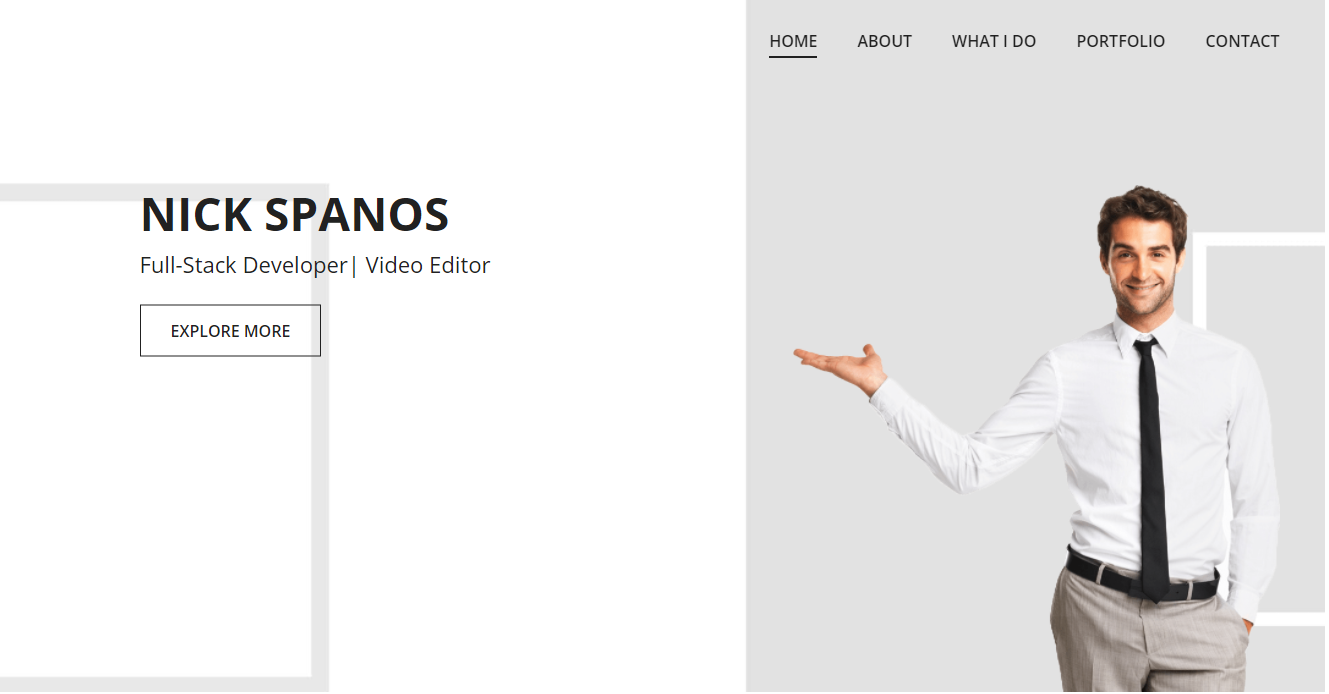 HOME ABOUT WHAT I DO PORTFOLIO CONTACT
NICK SPANOS
Full-Stack Developer| Video Editor
EXPLORE MORE